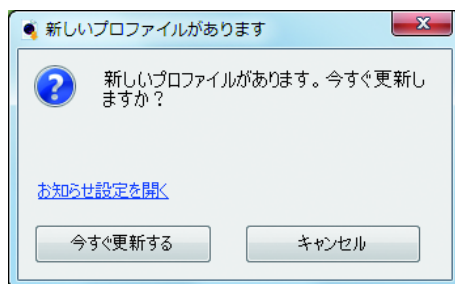 新しいプロファイルがあります
新しいプロファイルがあります。今すぐ更新し
ますか？
お知らせ設定を開く
今すぐ更新する
キャンセル